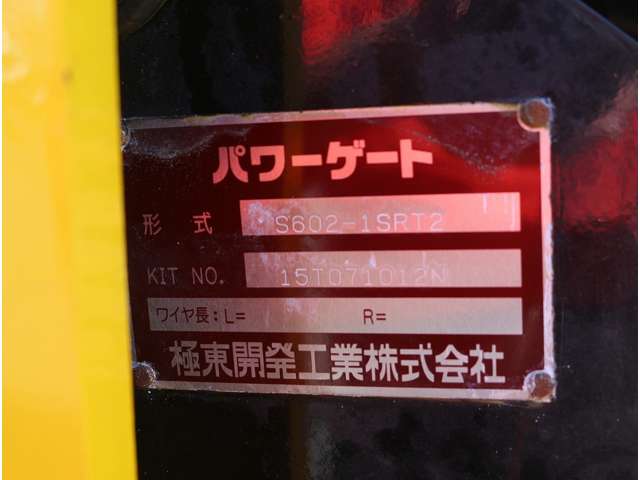 パワーゲート
形 式 S602-1SRT2
KIT NO. 15T071012N
ワイヤ長：L= R=
極東開発工業株式会社